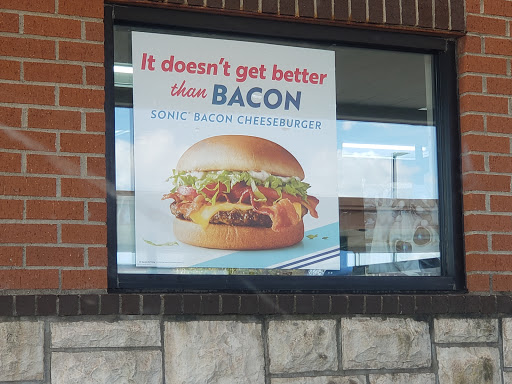 It doesn't get better
than BACON
SONIC® BACON CHEESEBURGER